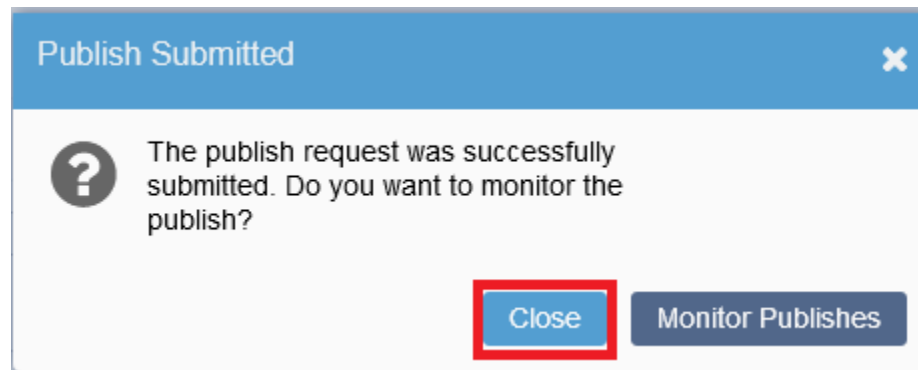 Publish Submitted
The publish request was successfully
submitted. Do you want to monitor the
publish?
Close
Monitor Publishes